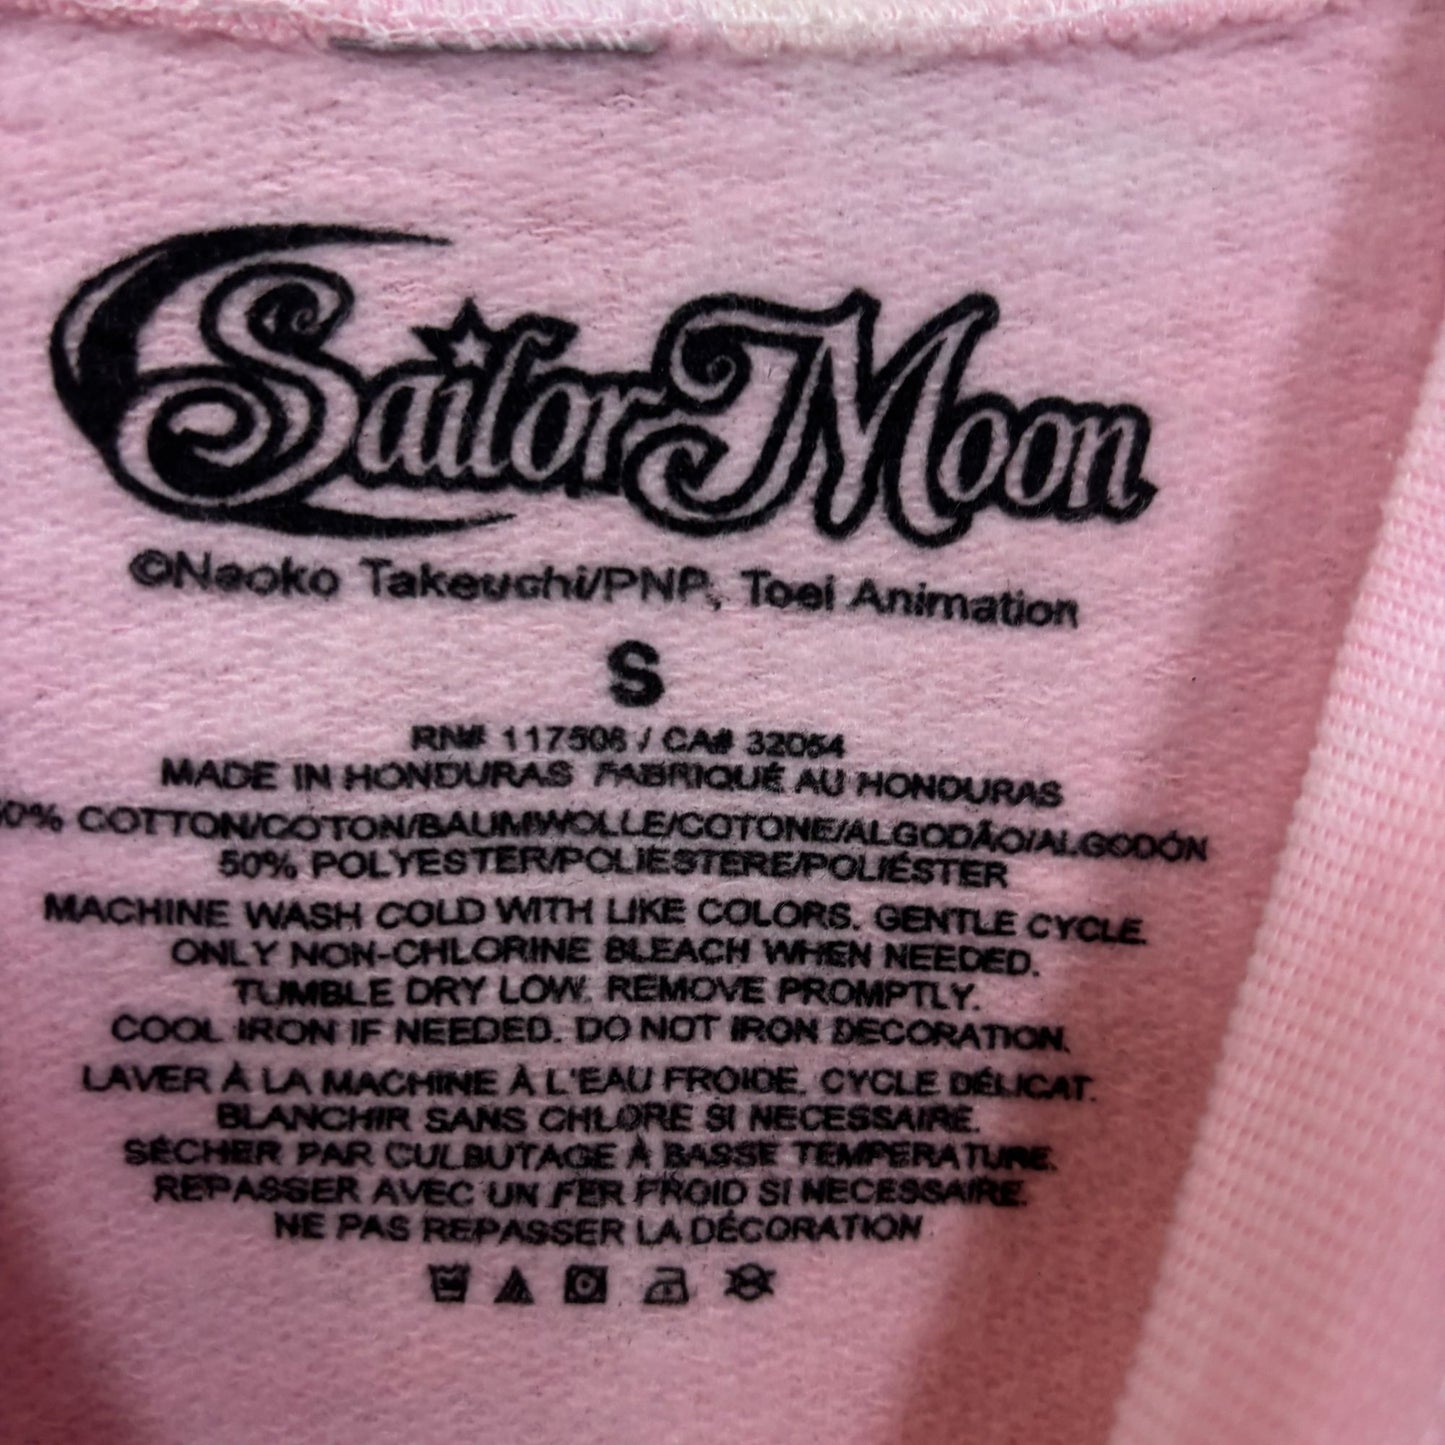 Sailor Moon
©Naoko Takeuchi/PNP, Toei Animation
S
RN# 117508 / CA# 32054
MADE IN HONDURAS FABRIQUÉ AU HONDURAS
50% COTTON/COTON/BAUMWOLLE/COTONE/ALGODÃO/ALGODÓN
50% POLYESTER/POLIESTERE/POLIÉSTER
MACHINE WASH COLD WITH LIKE COLORS. GENTLE CYCLE.
ONLY NON-CHLORINE BLEACH WHEN NEEDED.
TUMBLE DRY LOW. REMOVE PROMPTLY.
COOL IRON IF NEEDED. DO NOT IRON DECORATION.
LAVER À LA MACHINE À L'EAU FROIDE. CYCLE DÉLICAT.
BLANCHIR SANS CHLORE SI NECESSAIRE.
SÉCHER PAR CULBUTAGE À BASSE TEMPERATURE.
REPASSER AVEC UN FER FROID SI NECESSAIRE.
NE PAS REPASSER LA DÉCORATION